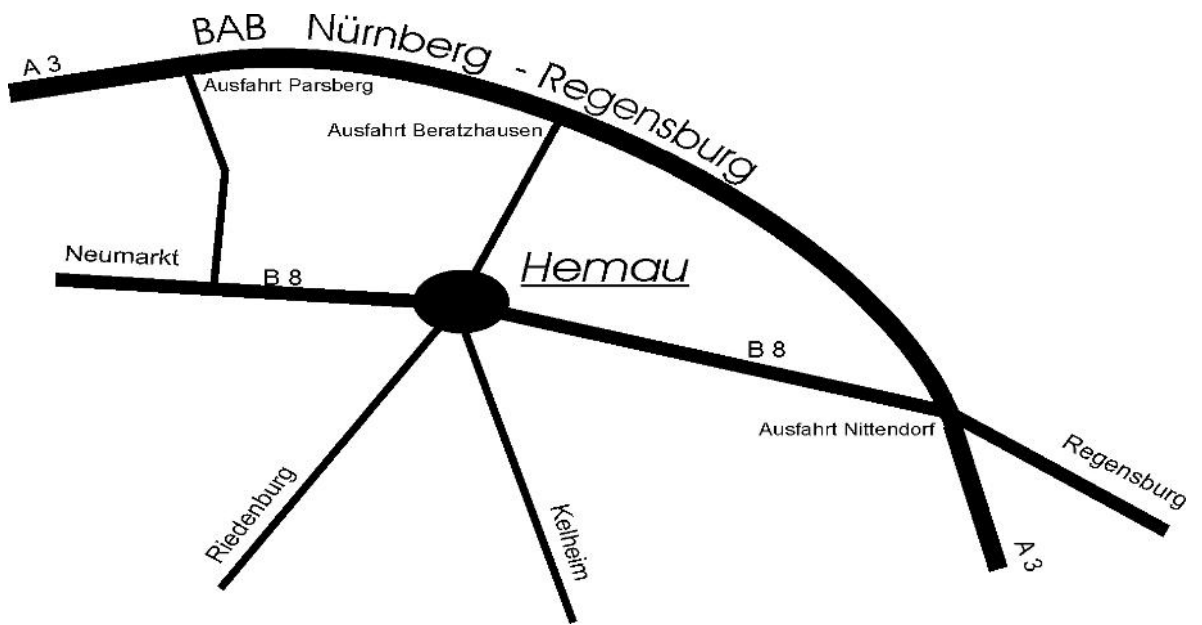 BAB Nürnberg - Regensburg
A 3
Ausfahrt Parsberg
Ausfahrt Beratzhausen
Neumarkt
B 8
Hemau
B 8
Ausfahrt Nittendorf
Regensburg
Riedenburg
Kelheim
A 3